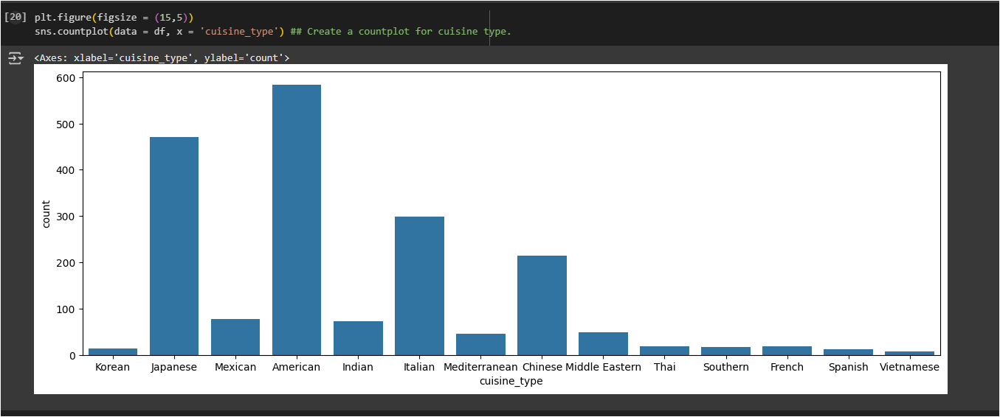 [20] plt.figure(figsize = (15,5))
sns.countplot(data = df, x = 'cuisine_type') ## Create a countplot for cuisine type.
<Axes: xlabel='cuisine_type', ylabel='count'>
600
500
400
300
200
100
0
count
Korean Japanese Mexican American Indian Italian Mediterranean Chinese Middle Eastern Thai Southern French Spanish Vietnamese
cuisine_type